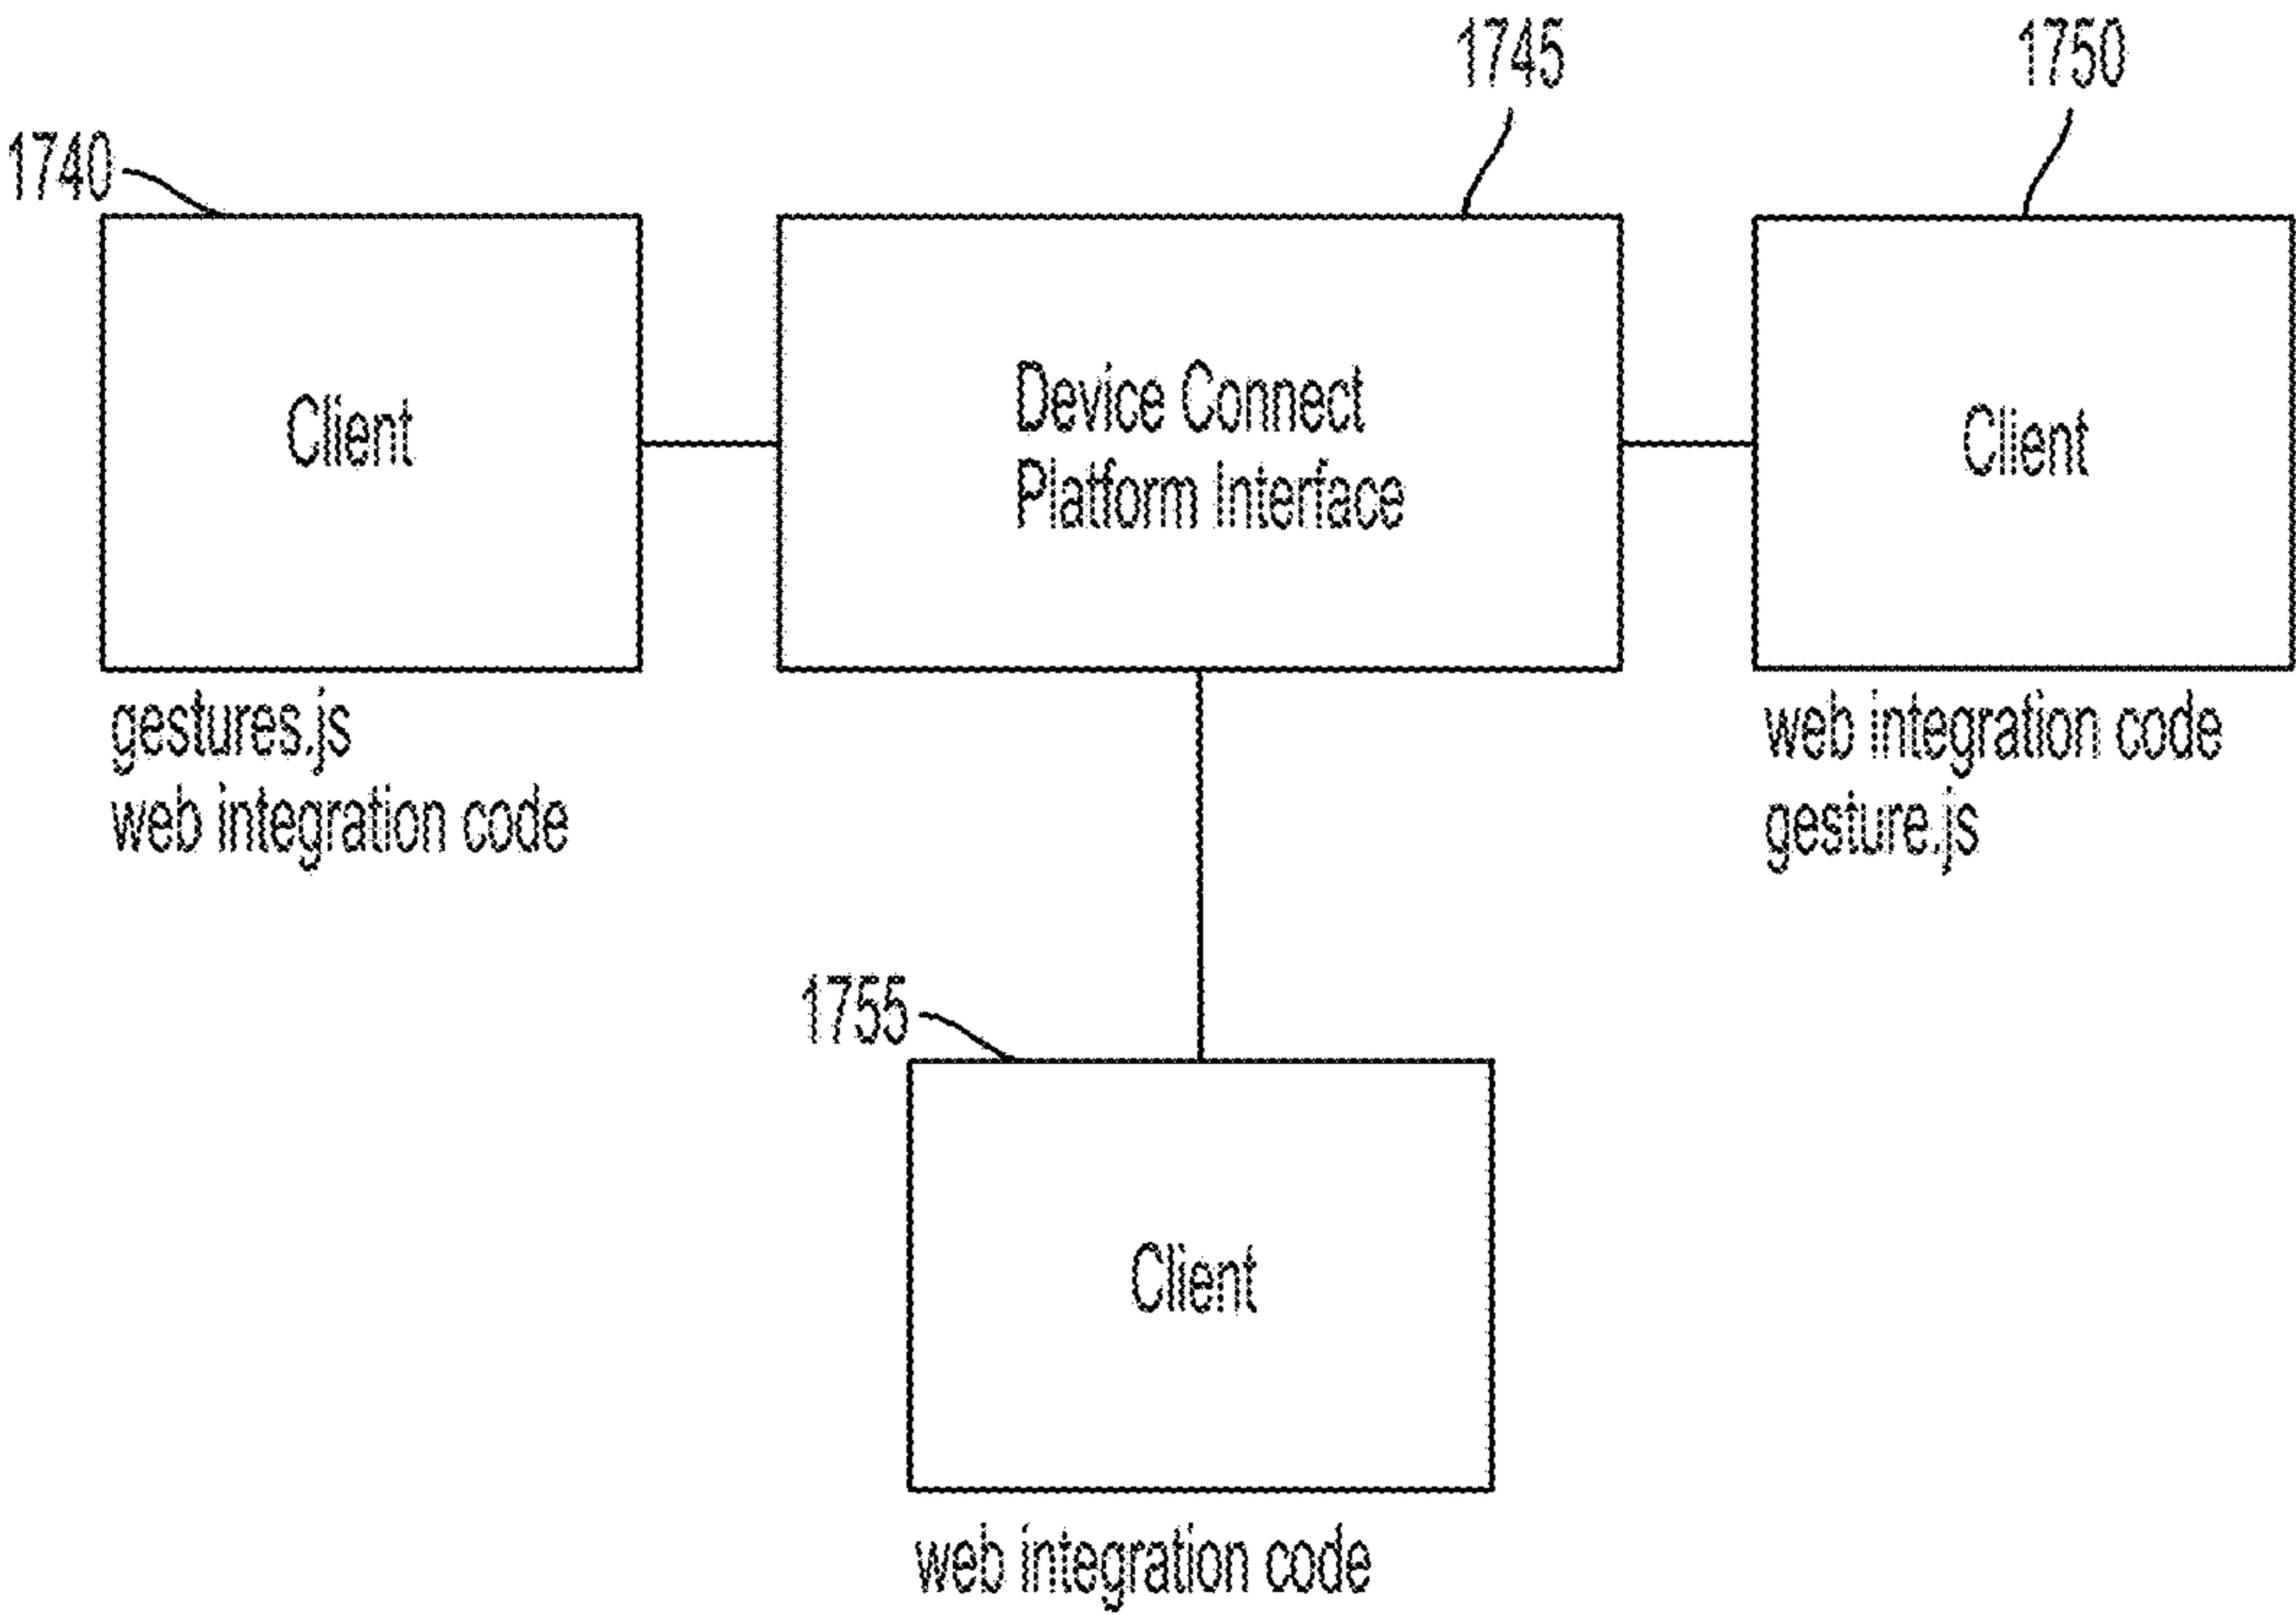 1745
1750
1740
Client
Device Connect
Platform Interface
Client
gestures.js
web integration code
web integration code
gesture.js
1755
Client
web integration code